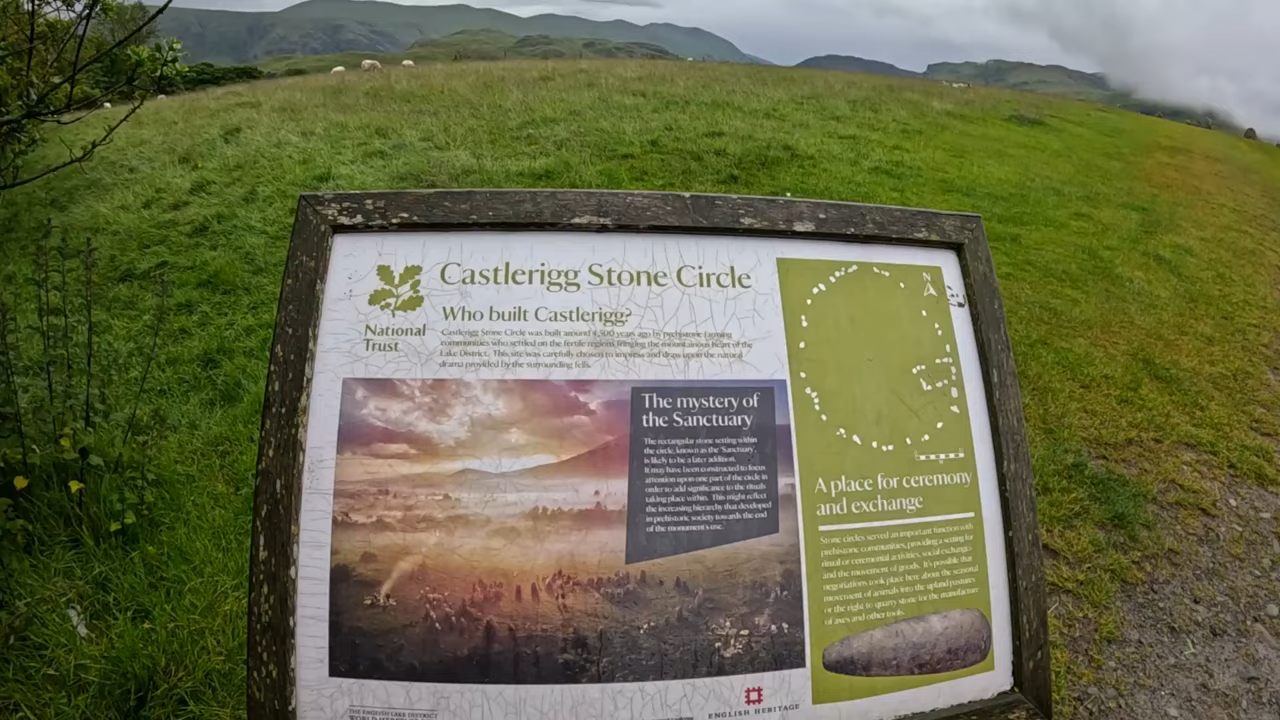 Castlerigg Stone Circle
National
Trust
Who built Castlerigg?
Castlerigg Stone Circle was built around 4,500 years ago by prehistoric farming
communities who settled on the fertile regions fringing the mountainous heart of the
Lake District. This site was carefully chosen to impress and draw upon the natural
drama provided by the surrounding fells.
The mystery of
the Sanctuary
The rectangular stone setting within
the circle, known as the 'Sanctuary',
is likely to be a later addition.
It may have been constructed to focus
attention upon one part of the circle in
order to add significance to the rituals
taking place within. This might reflect
the increasing hierarchy that developed
in prehistoric society towards the end
of the monument's use.
N
A place for ceremony
and exchange
Stone circles served an important function with
prehistoric communities, providing a setting for
ritual or ceremonial activities, social exchange
and the movement of goods. It's possible that
negotiations took place here about the seasonal
movement of animals into the upland pastures
or the right to quarry stone for the manufacture
of axes and other tools.
THE ENGLISH LAKE DISTRICT
ENGLISH HERITAGE